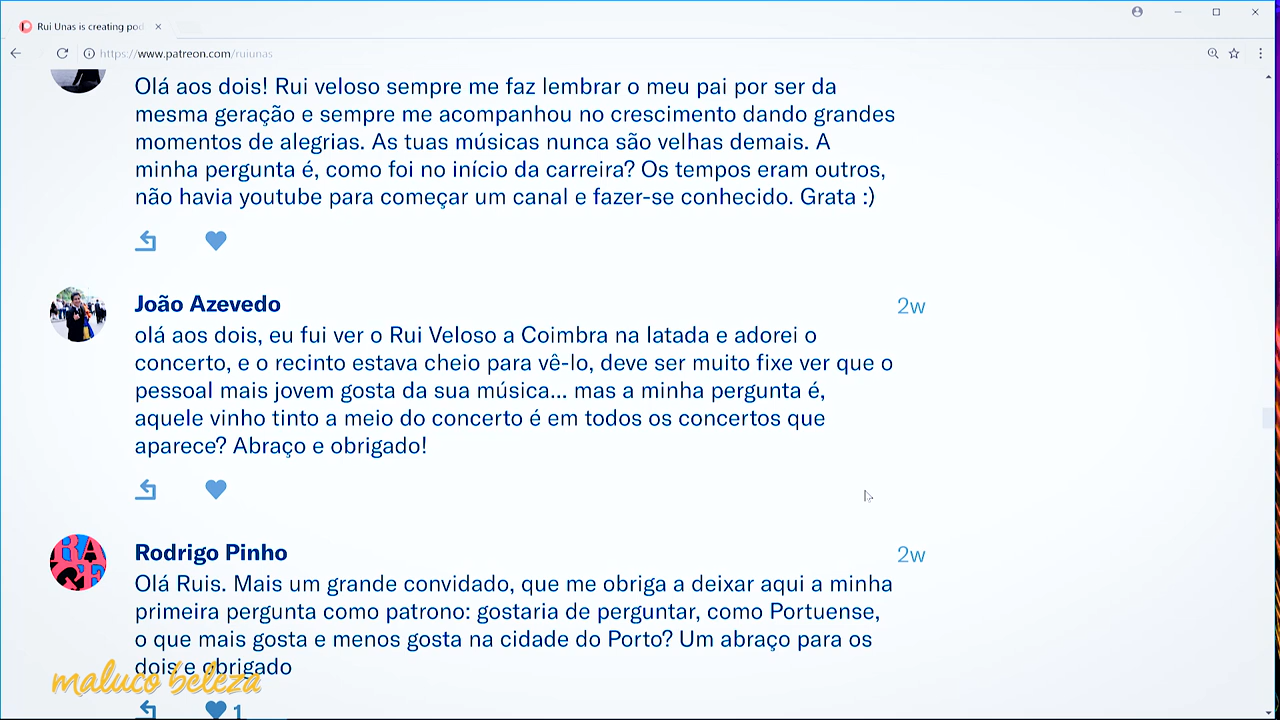 Rui Unas is creating pod
https://www.patreon.com/ruiunas
Olá aos dois! Rui veloso sempre me faz lembrar o meu pai por ser da
mesma geração e sempre me acompanhou no crescimento dando grandes
momentos de alegrias. As tuas músicas nunca são velhas demais. A
minha pergunta é, como foi no início da carreira? Os tempos eram outros,
não havia youtube para começar um canal e fazer-se conhecido. Grata :)
João Azevedo
2w
olá aos dois, eu fui ver o Rui Veloso a Coimbra na latada e adorei o
concerto, e o recinto estava cheio para vê-lo, deve ser muito fixe ver que o
pessoal mais jovem gosta da sua música... mas a minha pergunta é,
aquele vinho tinto a meio do concerto é em todos os concertos que
aparece? Abraço e obrigado!
RA
GE
Rodrigo Pinho
2w
Olá Ruis. Mais um grande convidado, que me obriga a deixar aqui a minha
primeira pergunta como patrono: gostaria de perguntar, como Portuense,
o que mais gosta e menos gosta na cidade do Porto? Um abraço para os
dois e obrigado
maluco beleza
1